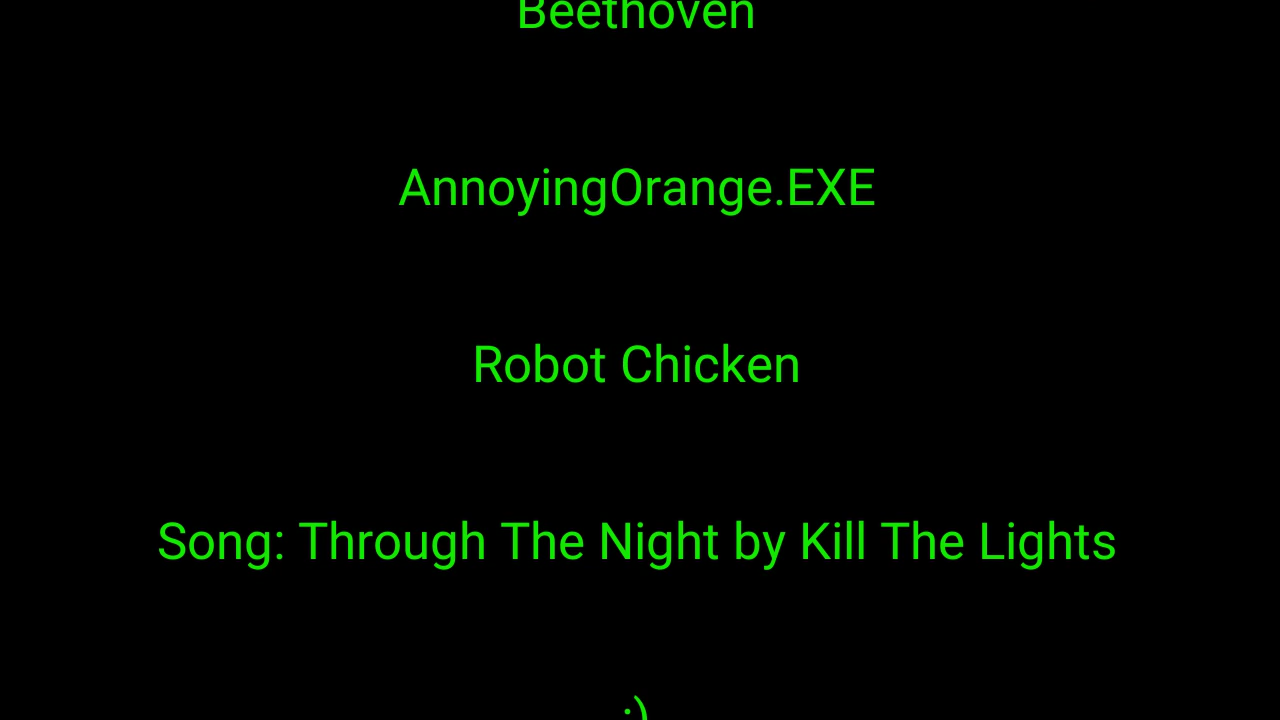 Beethoven
AnnoyingOrange.EXE
Robot Chicken
Song: Through The Night by Kill The Lights
:)